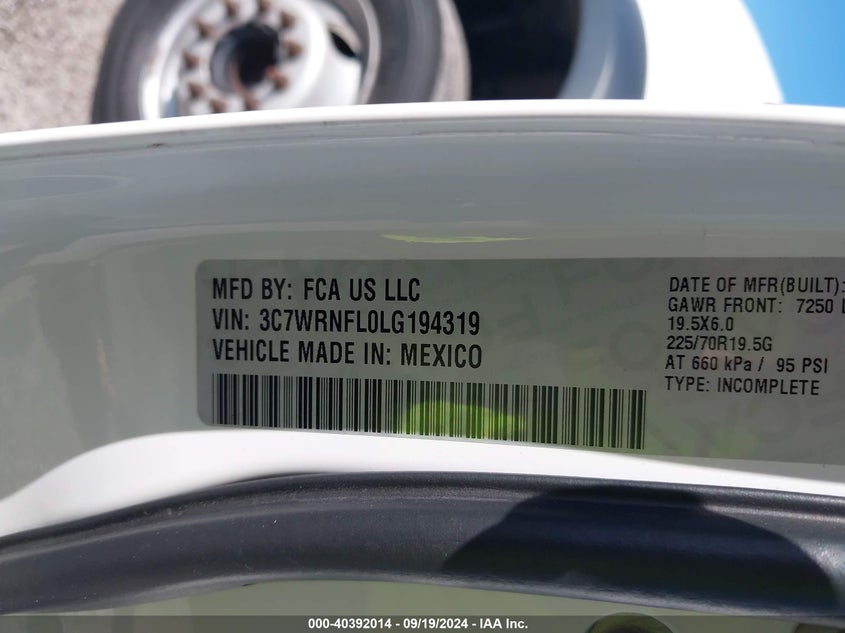 MFD BY: FCA US LLC
VIN: 3C7WRNFL0LG194319
VEHICLE MADE IN: MEXICO
DATE OF MFR(BUILT):
GAWR FRONT: 7250 L
19.5X6.0
225/70R19.5G
AT 660 kPa / 95 PSI
TYPE: INCOMPLETE
000-40392014 - 09/19/2024 - IAA Inc.